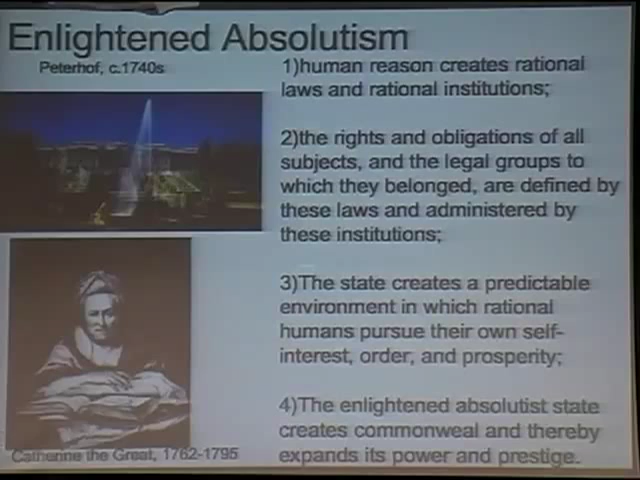 Enlightened Absolutism
Peterhof, c.1740s
1)human reason creates rational
laws and rational institutions;
2)the rights and obligations of all
subjects, and the legal groups to
which they belonged, are defined by
these laws and administered by
these institutions;
3)The state creates a predictable
environment in which rational
humans pursue their own self-
interest, order, and prosperity;
4)The enlightened absolutist state
creates commonweal and thereby
expands its power and prestige.
Catherine the Great, 1762-1795